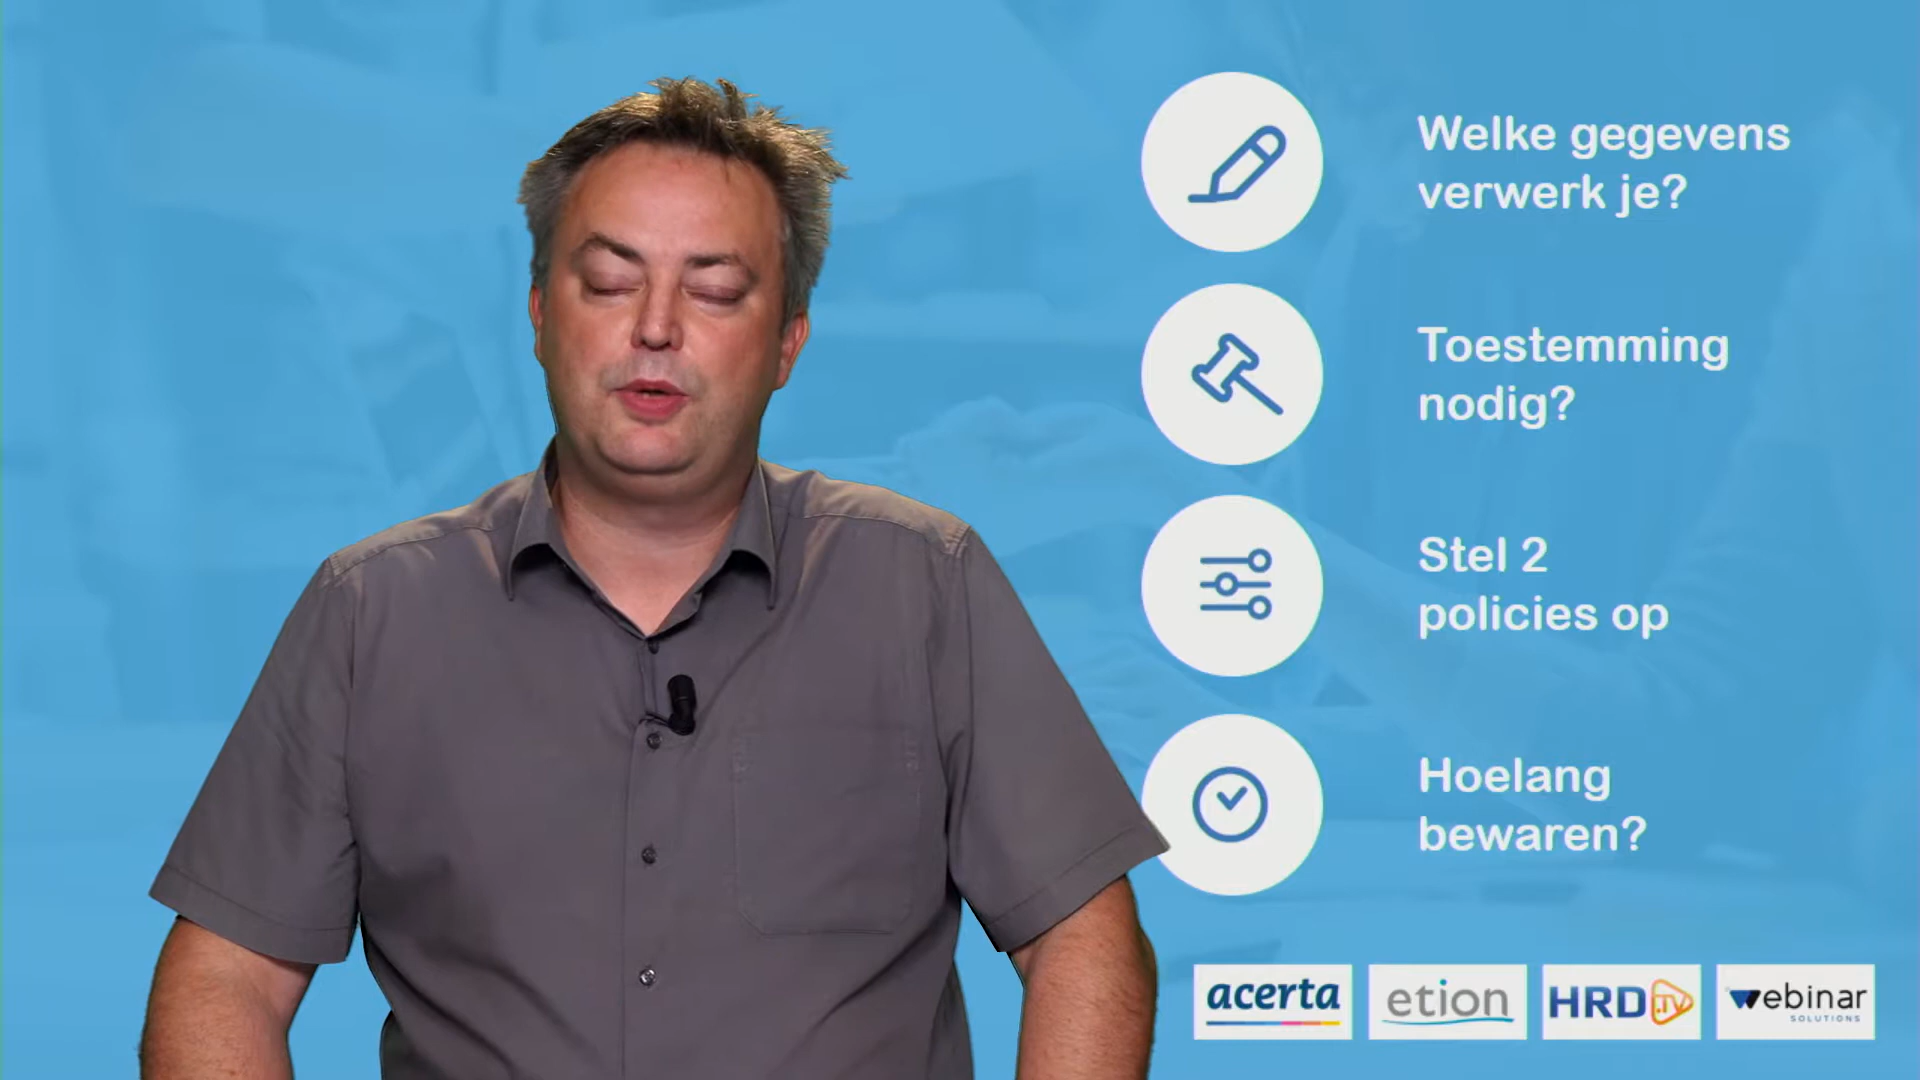 Welke gegevens
verwerk je?
Toestemming
nodig?
Stel 2
policies op
Hoelang
bewaren?
acerta
etion
HRD.TV
Webinar
SOLUTIONS